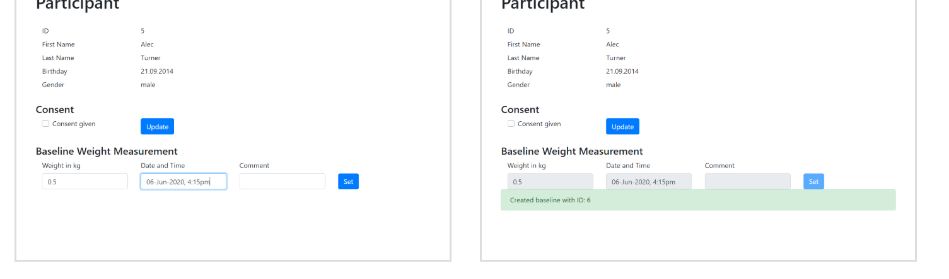 Participant
ID 5
First Name Alec
Last Name Turner
Birthday 21.09.2014
Gender male
Consent
Consent given Update
Baseline Weight Measurement
Weight in kg Date and Time Comment
0.5 06-Jun-2020, 4:15pm Set
Participant
ID 5
First Name Alec
Last Name Turner
Birthday 21.09.2014
Gender male
Consent
Consent given Update
Baseline Weight Measurement
Weight in kg Date and Time Comment
0.5 06-Jun-2020, 4:15pm Set
Created baseline with ID: 6